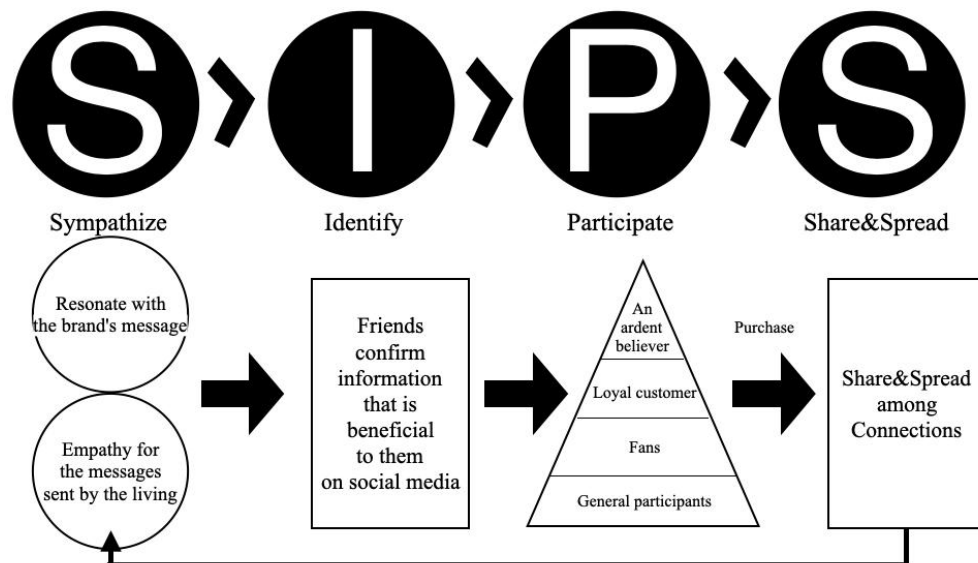 S
I
P
S
Sympathize
Identify
Participate
Share&Spread
Resonate with
the brand's message
Empathy for
the messages
sent by the living
Friends
confirm
information
that is
beneficial
to them
on social media
An
ardent
believer
Loyal customer
Fans
General participants
Purchase
Share&Spread
among
Connections